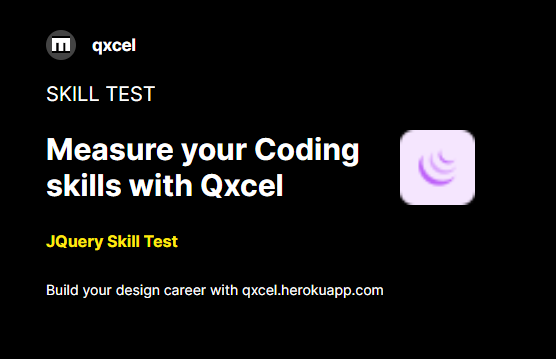 qxcel
SKILL TEST
Measure your Coding
skills with Qxcel
JQuery Skill Test
Build your design career with qxcel.herokuapp.com